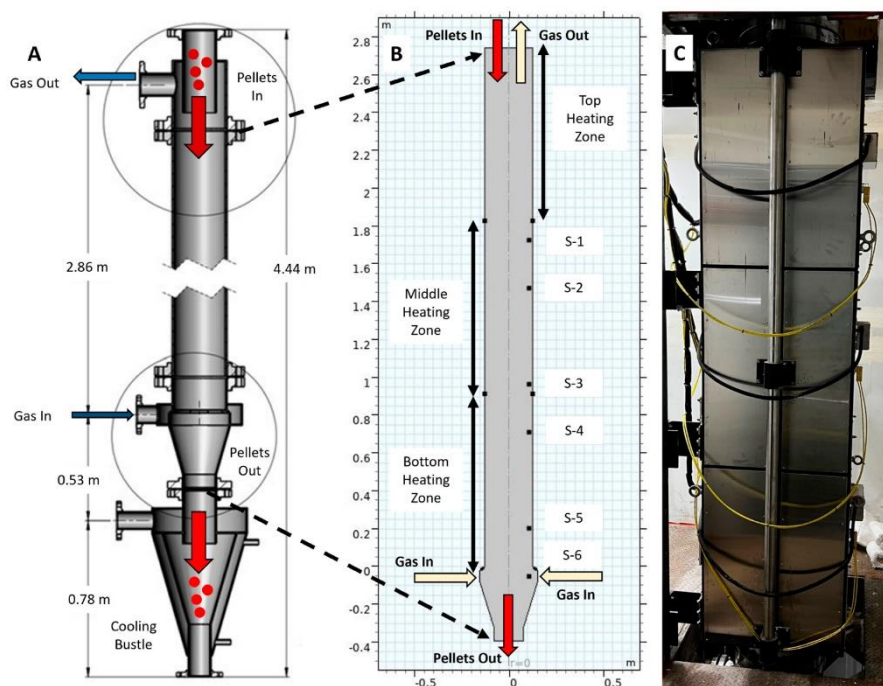 A
Gas Out
Pellets In
2.86 m
4.44 m
Gas In
Pellets Out
0.53 m
0.78 m
Cooling Bustle
B
m
Pellets In
Gas Out
2.8
2.6
2.4
2.2
2
1.8
1.6
1.4
1.2
1
0.8
0.6
0.4
0.2
0
-0.2
-0.4
Top
Heating
Zone
S-1
S-2
Middle
Heating
Zone
S-3
S-4
Bottom
Heating
Zone
S-5
S-6
Gas In
Gas In
Pellets Out
r=0
m
-0.5
0
0.5
C